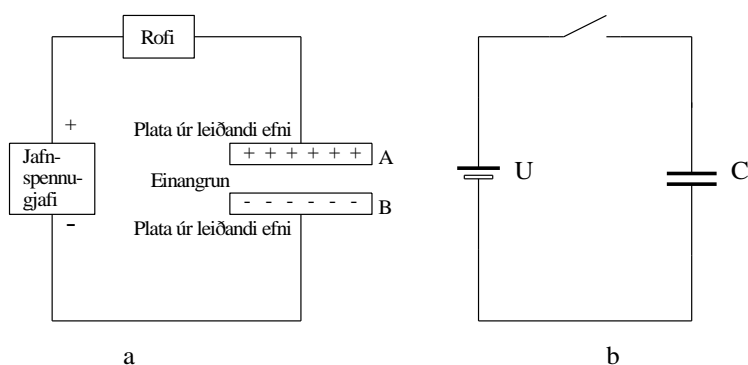 Rofi
+
Plata úr leiðandi efni
+ + + + + +
A
Jafn-
spennu-
gjafi
Einangrun
- - - - - -
B
-
Plata úr leiðandi efni
U
C
a
b